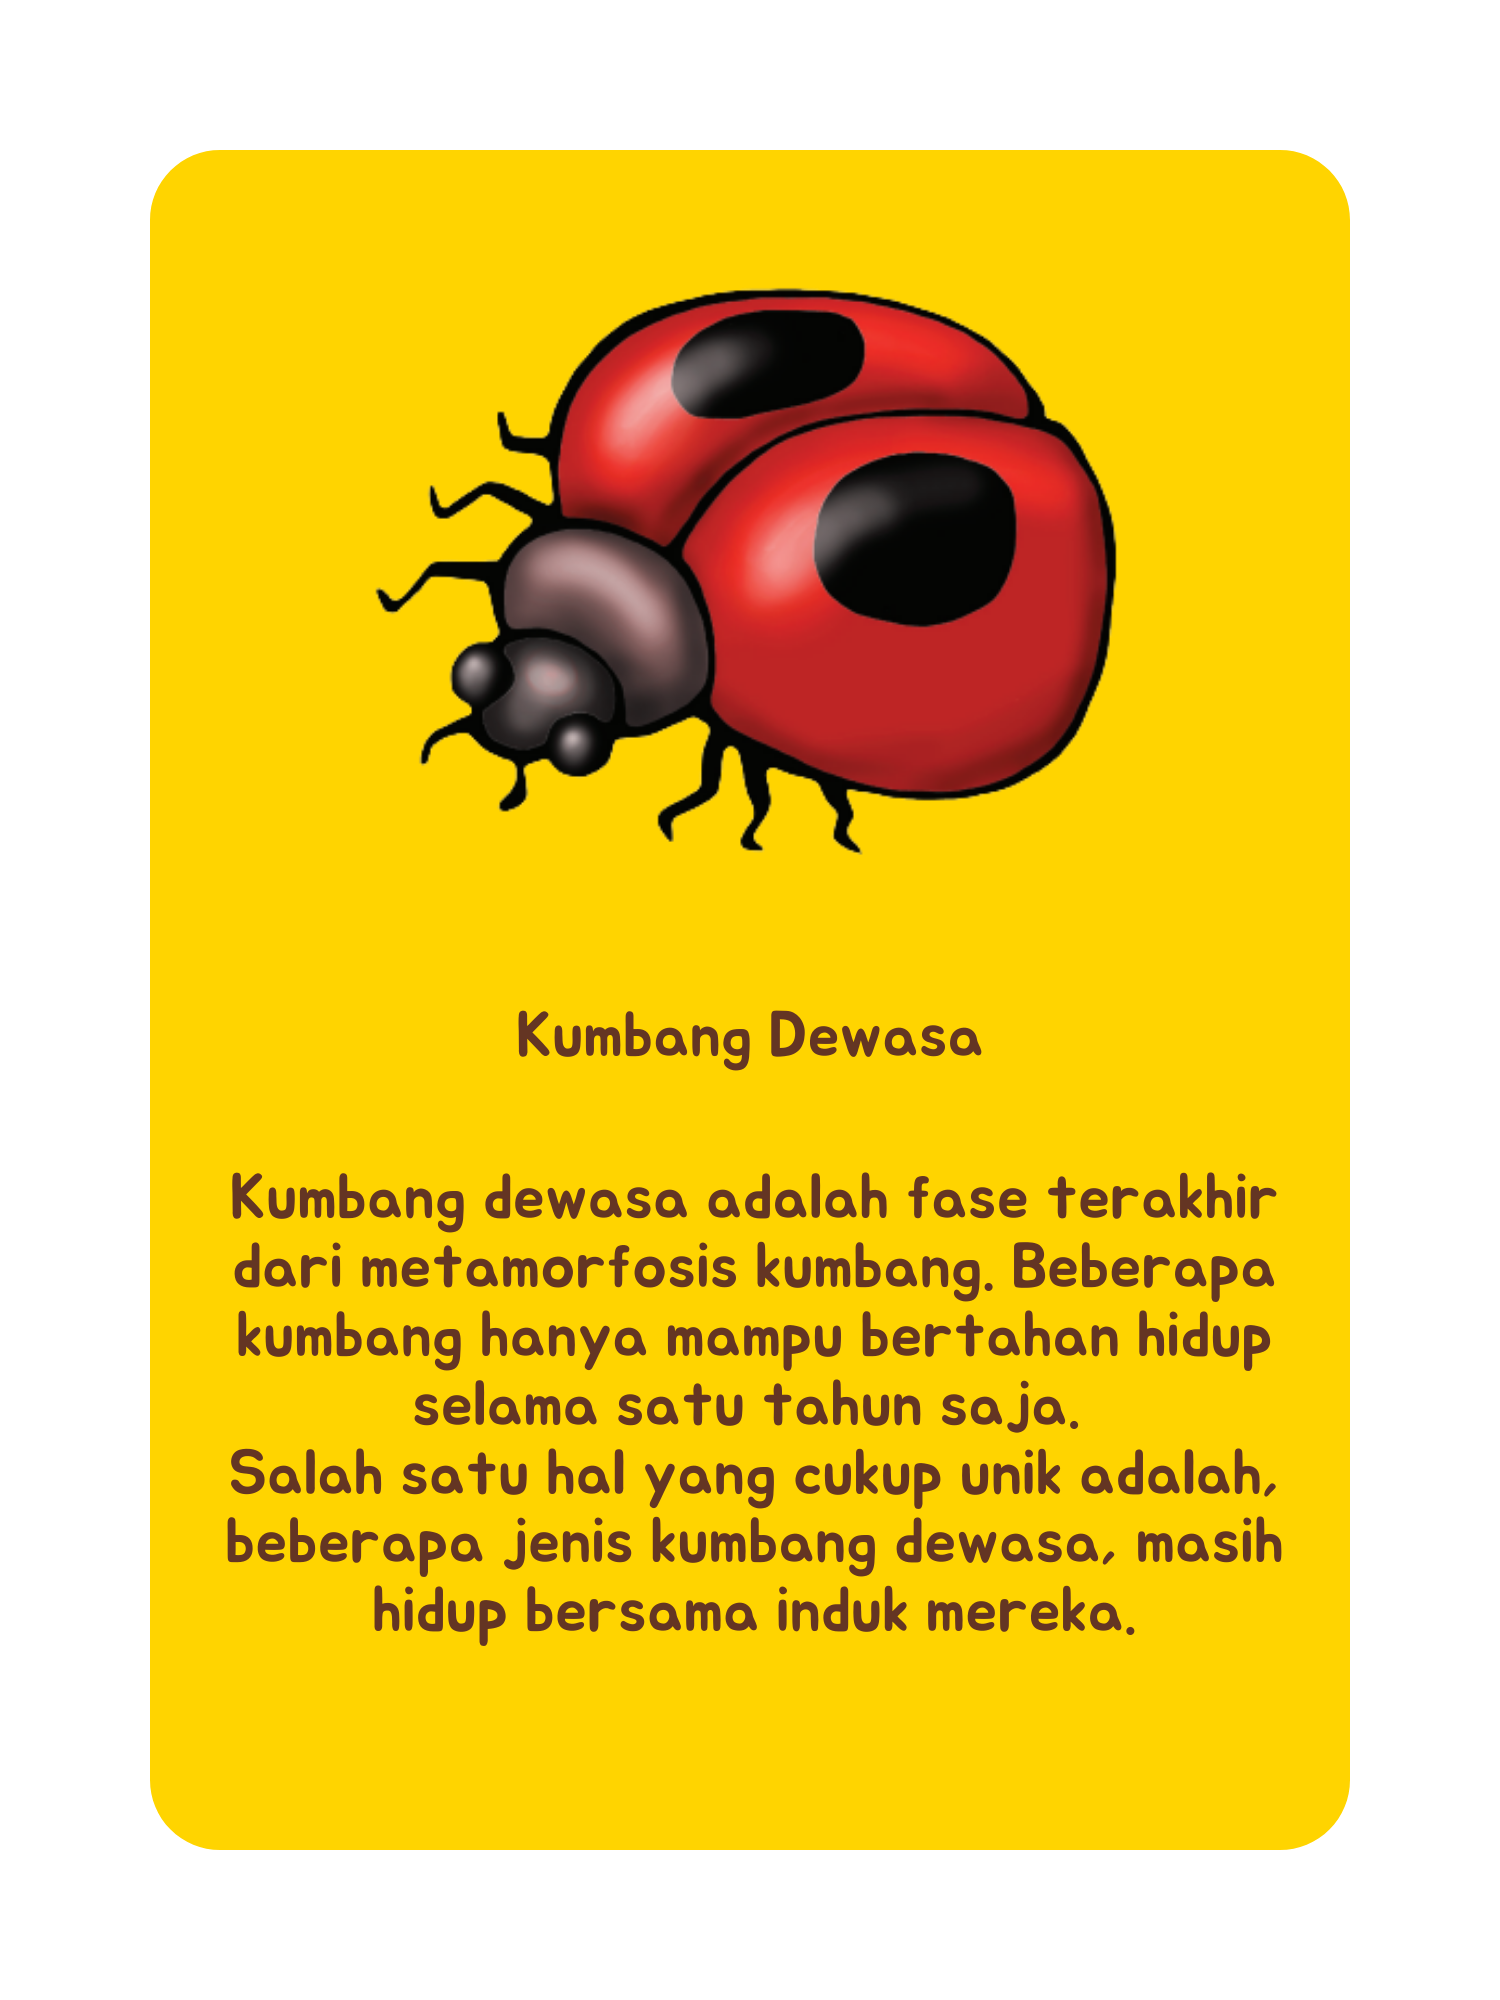 Kumbang Dewasa
Kumbang dewasa adalah fase terakhir
dari metamorfosis kumbang. Beberapa
kumbang hanya mampu bertahan hidup
selama satu tahun saja.
Salah satu hal yang cukup unik adalah,
beberapa jenis kumbang dewasa, masih
hidup bersama induk mereka.